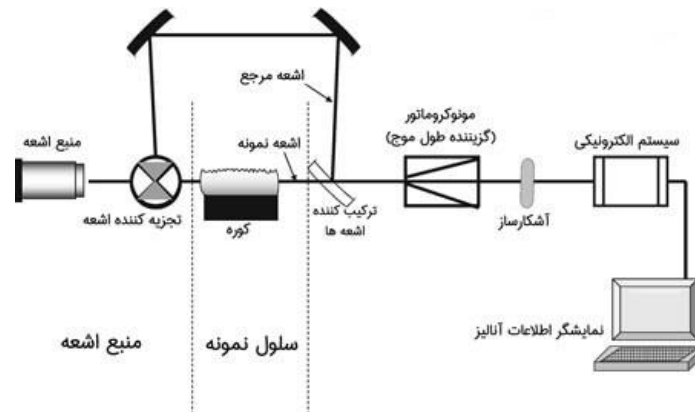 اشعه مرجع
منبع اشعه
اشعه نمونه
مونوکروماتور
(گزیننده طول موج)
سیستم الکترونیکی
تجزیه کننده اشعه
کوره
ترکیب کننده
اشعه ها
آشکارساز
نمایشگر اطلاعات آنالیز
منبع اشعه
سلول نمونه